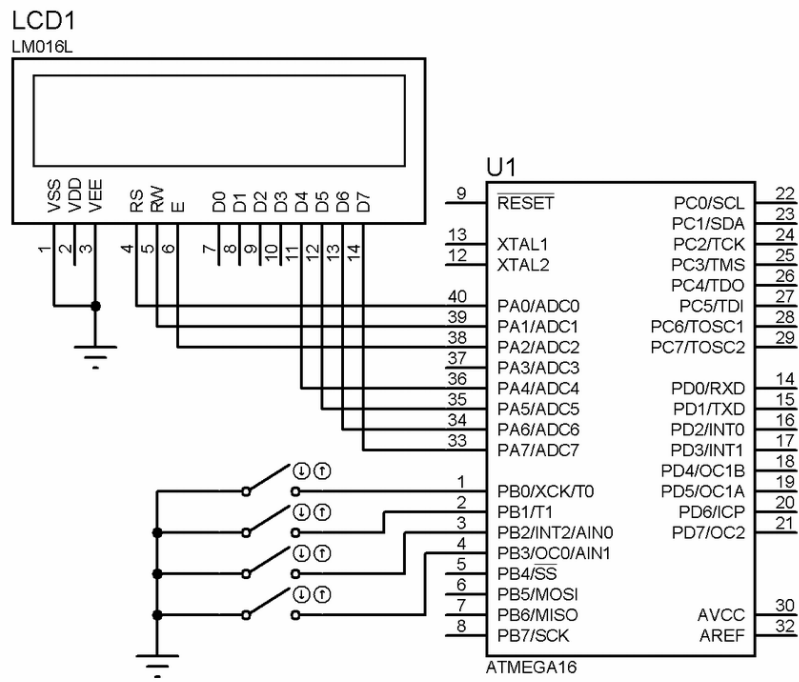 LCD1
LM016L
VSS VDD VEE RS RW E D0 D1 D2 D3 D4 D5 D6 D7
1 2 3 4 5 6 7 8 9 10 11 12 13 14
U1
9 RESET PC0/SCL 22
PC1/SDA 23
13 XTAL1 PC2/TCK 24
12 XTAL2 PC3/TMS 25
PC4/TDO 26
40 PA0/ADC0 PC5/TDI 27
39 PA1/ADC1 PC6/TOSC1 28
38 PA2/ADC2 PC7/TOSC2 29
37 PA3/ADC3
36 PA4/ADC4 PD0/RXD 14
35 PA5/ADC5 PD1/TXD 15
34 PA6/ADC6 PD2/INT0 16
33 PA7/ADC7 PD3/INT1 17
PD4/OC1B 18
1 PB0/XCK/T0 PD5/OC1A 19
2 PB1/T1 PD6/ICP 20
3 PB2/INT2/AIN0 PD7/OC2 21
4 PB3/OC0/AIN1
5 PB4/SS
6 PB5/MOSI
7 PB6/MISO AVCC 30
8 PB7/SCK AREF 32
ATMEGA16